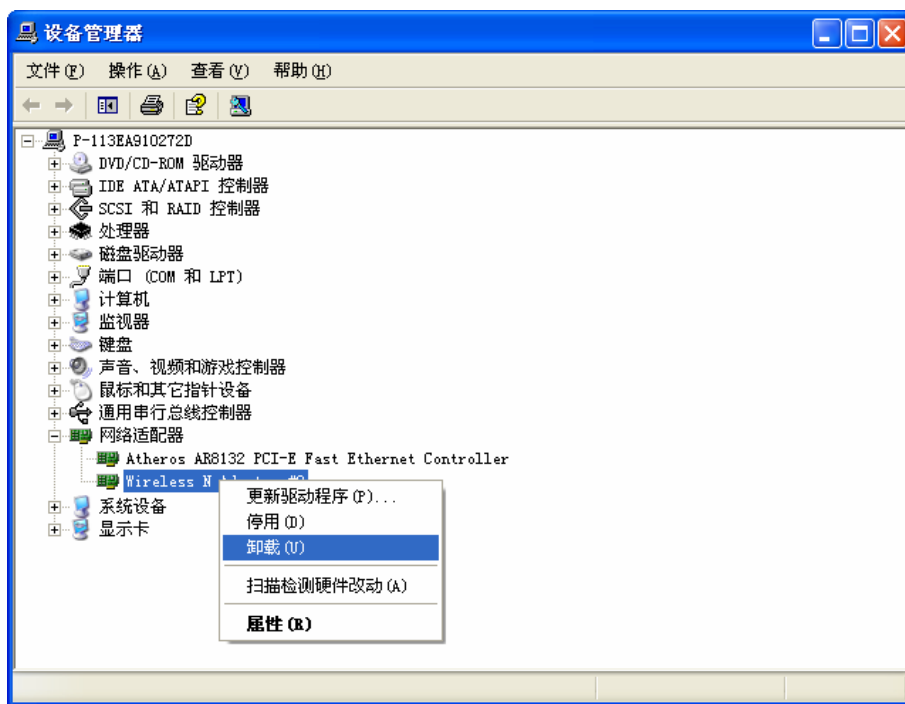 设备管理器
文件(F) 操作(A) 查看(V) 帮助(H)
P-113EA910272D
DVD/CD-ROM 驱动器
IDE ATA/ATAPI 控制器
SCSI 和 RAID 控制器
处理器
磁盘驱动器
端口 (COM 和 LPT)
计算机
监视器
键盘
声音、视频和游戏控制器
鼠标和其它指针设备
通用串行总线控制器
网络适配器
Atheros AR8132 PCI-E Fast Ethernet Controller
Wireless N
更新驱动程序(P)...
停用(D)
卸载(U)
扫描检测硬件改动(A)
属性(R)
系统设备
显示卡